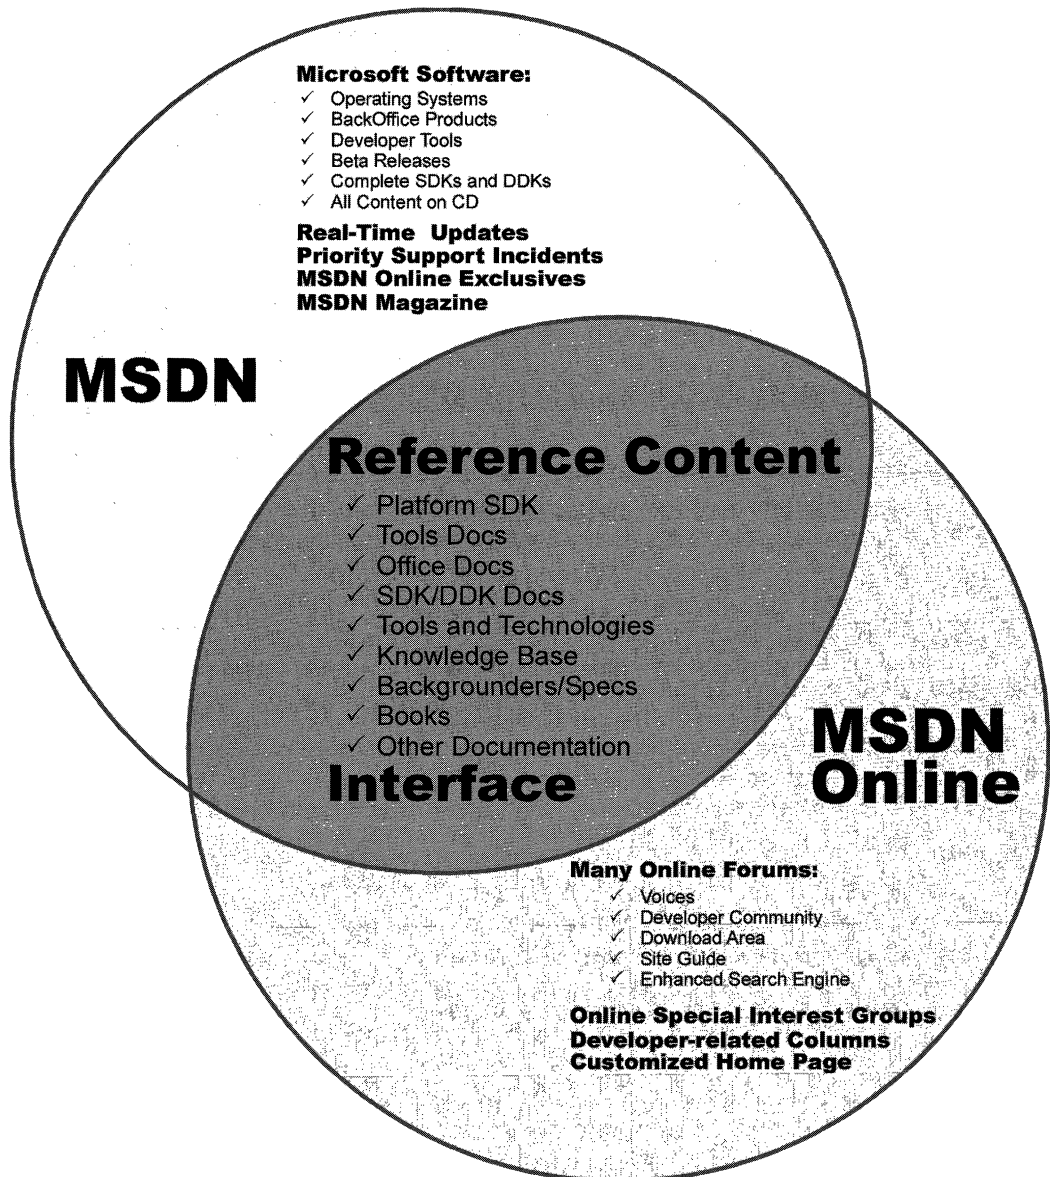 Microsoft Software:
✓ Operating Systems
✓ BackOffice Products
✓ Developer Tools
✓ Beta Releases
✓ Complete SDKs and DDKs
✓ All Content on CD
Real-Time Updates
Priority Support Incidents
MSDN Online Exclusives
MSDN Magazine
MSDN
Reference Content
✓ Platform SDK
✓ Tools Docs
✓ Office Docs
✓ SDK/DDK Docs
✓ Tools and Technologies
✓ Knowledge Base
✓ Backgrounders/Specs
✓ Books
✓ Other Documentation
Interface
MSDN
Online
Many Online Forums:
✓ Voices
✓ Developer Community
✓ Download Area
✓ Site Guide
✓ Enhanced Search Engine
Online Special Interest Groups
Developer-related Columns
Customized Home Page